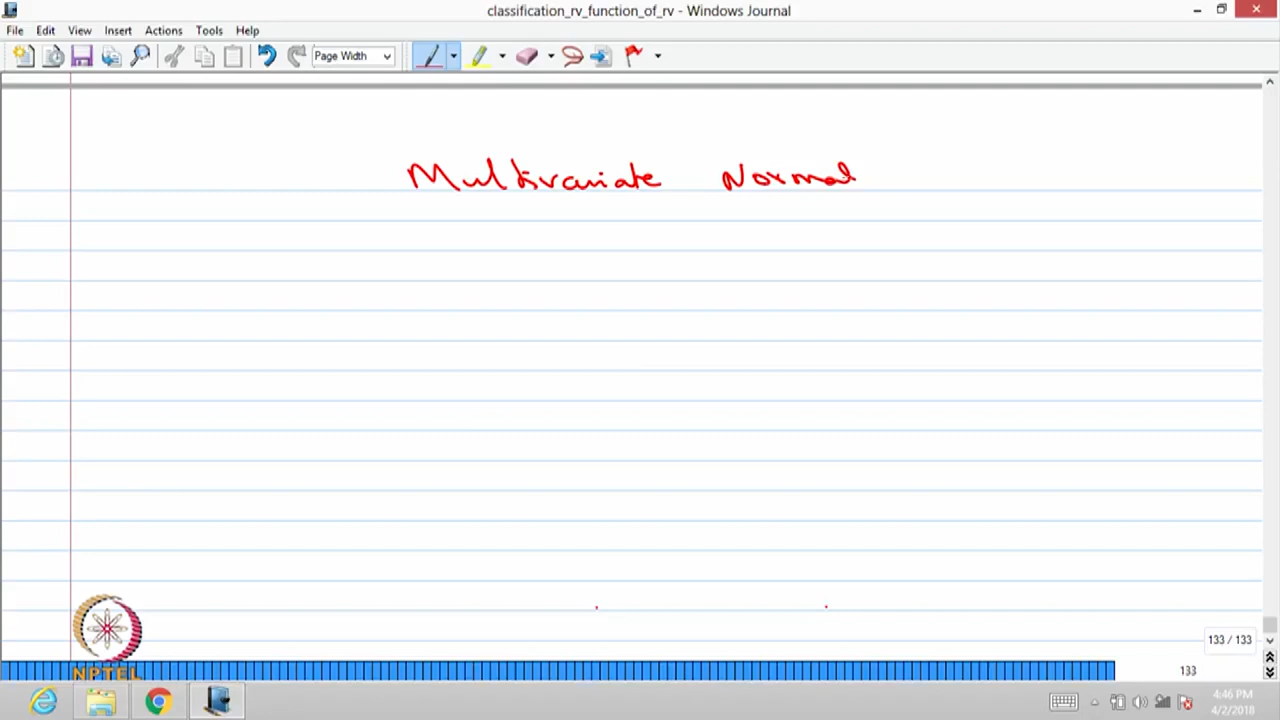 classification_rv_function_of_rv - Windows Journal
File Edit View Insert Actions Tools Help
Page Width
Multivariate Normal
133 / 133
NPTEL
133
4:46 PM
4/2/2018